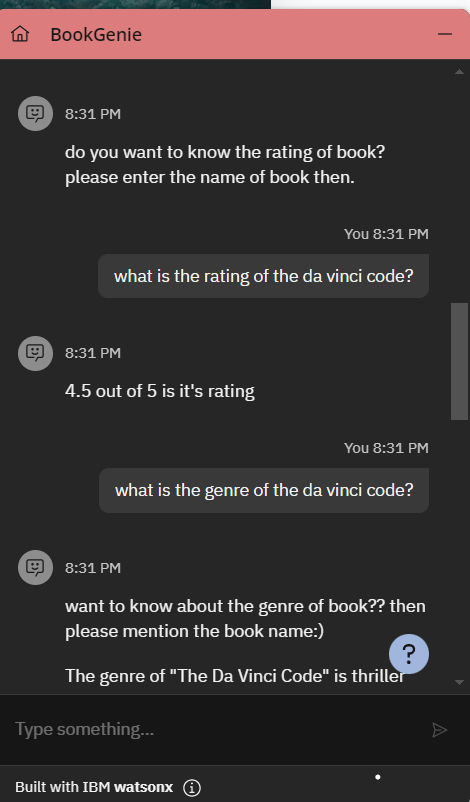 BookGenie
8:31 PM
do you want to know the rating of book?
please enter the name of book then.
You 8:31 PM
what is the rating of the da vinci code?
8:31 PM
4.5 out of 5 is it's rating
You 8:31 PM
what is the genre of the da vinci code?
8:31 PM
want to know about the genre of book?? then
please mention the book name:)
?
The genre of "The Da Vinci Code" is thriller
Type something...
Built with IBM watsonx